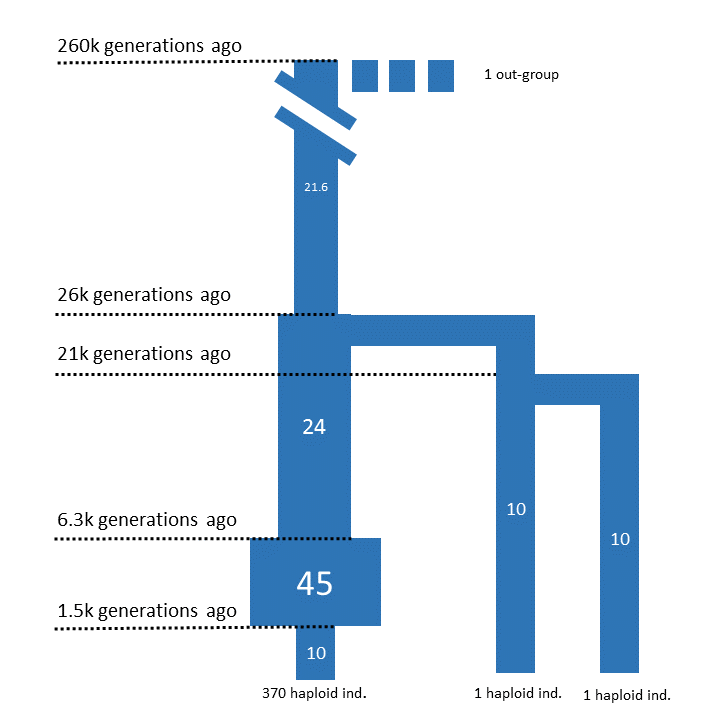 260k generations ago
1 out-group
21.6
26k generations ago
21k generations ago
24
10
6.3k generations ago
10
45
1.5k generations ago
10
370 haploid ind.
1 haploid ind.
1 haploid ind.